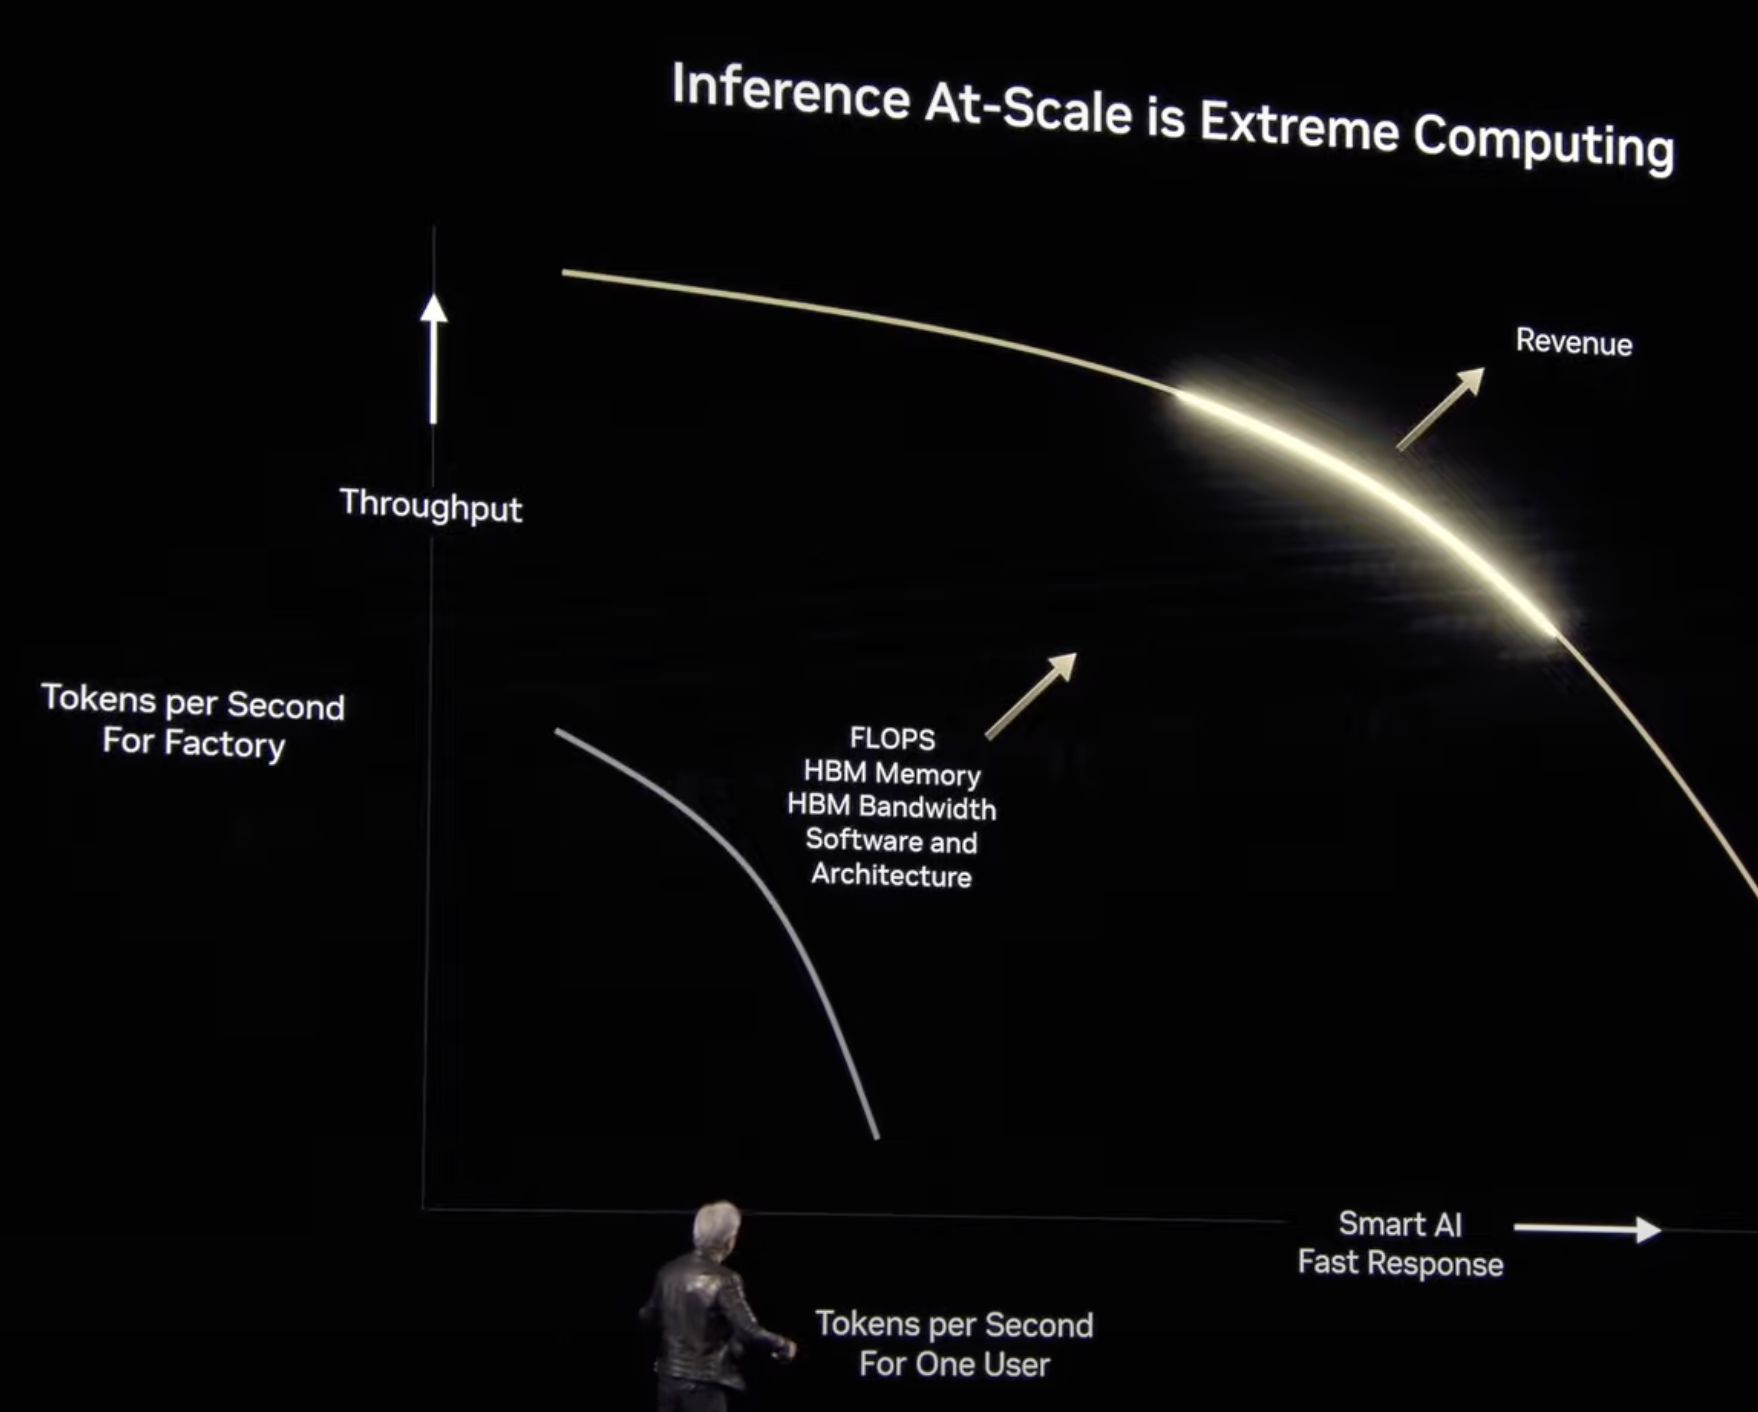 Inference At-Scale is Extreme Computing
Revenue
Throughput
Tokens per Second
For Factory
FLOPS
HBM Memory
HBM Bandwidth
Software and
Architecture
Smart AI
Fast Response
Tokens per Second
For One User